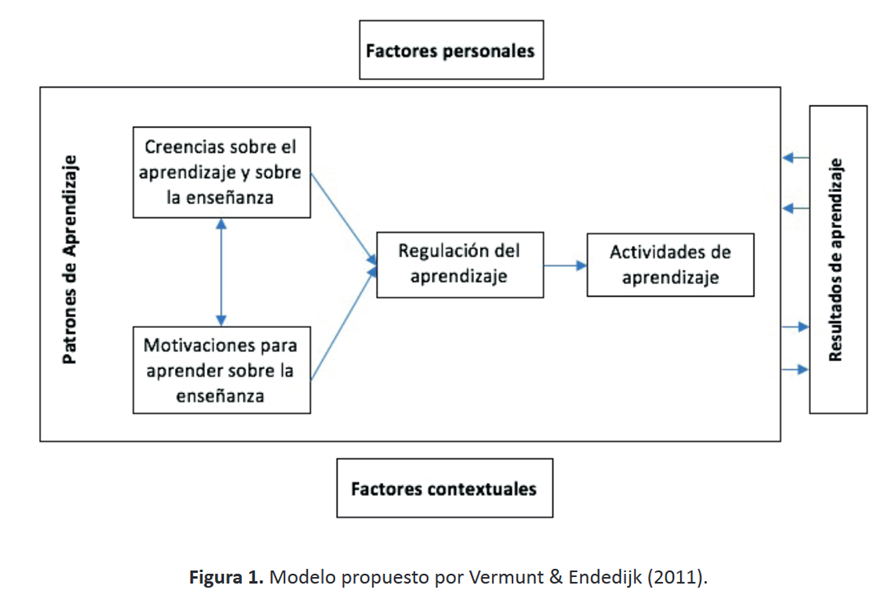 Factores personales
Patrones de Aprendizaje
Creencias sobre el
aprendizaje y sobre
la enseñanza
Regulación del
aprendizaje
Actividades de
aprendizaje
Motivaciones para
aprender sobre la
enseñanza
Resultados de aprendizaje
Factores contextuales
Figura 1. Modelo propuesto por Vermunt & Endedijk (2011).